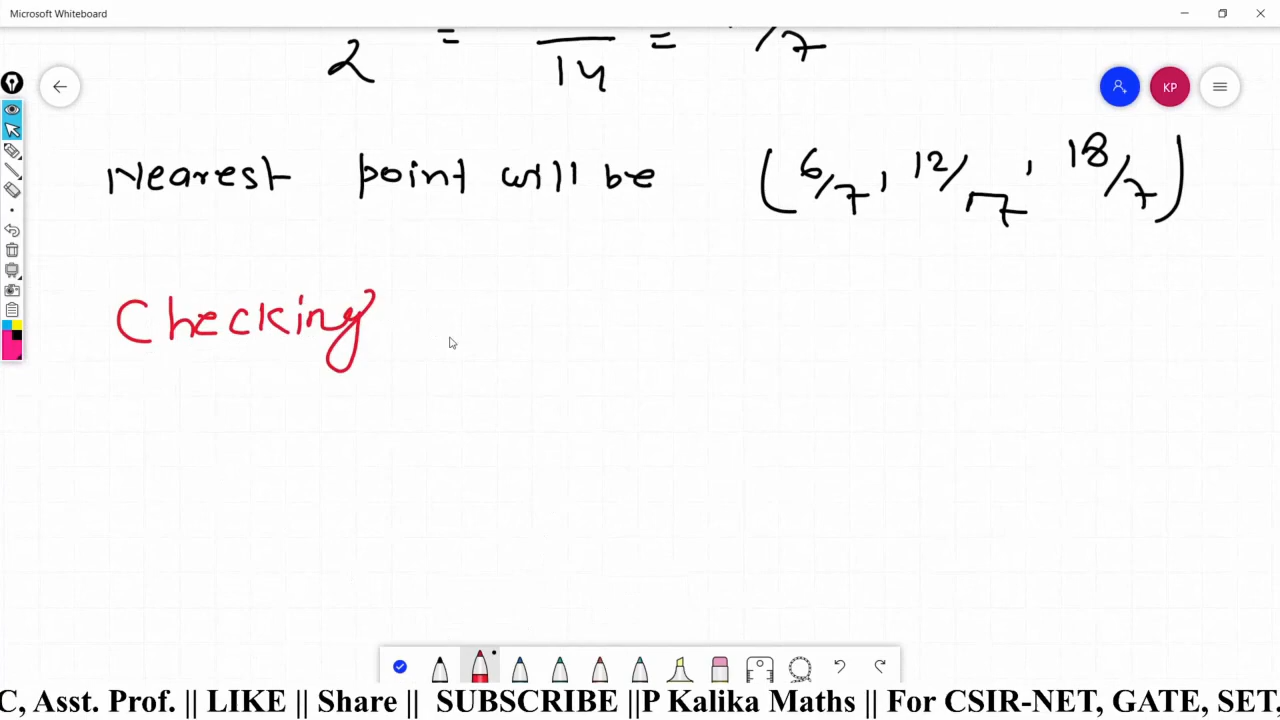 Microsoft Whiteboard
2 = 14 = /7
KP
Nearest point will be (6/7, 12/7, 18/7)
Checking
C, Asst. Prof. || LIKE || Share || SUBSCRIBE ||P Kalika Maths || For CSIR-NET, GATE, SET,